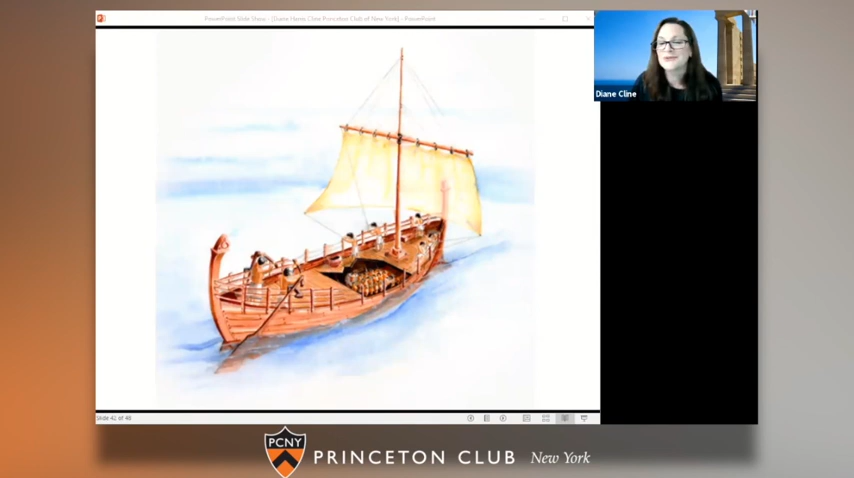 PowerPoint Slide Show - [Diane Harris Cline Princeton Club of New York] - PowerPoint
Diane Cline
Slide 42 of 48
PCNY
PRINCETON CLUB New York